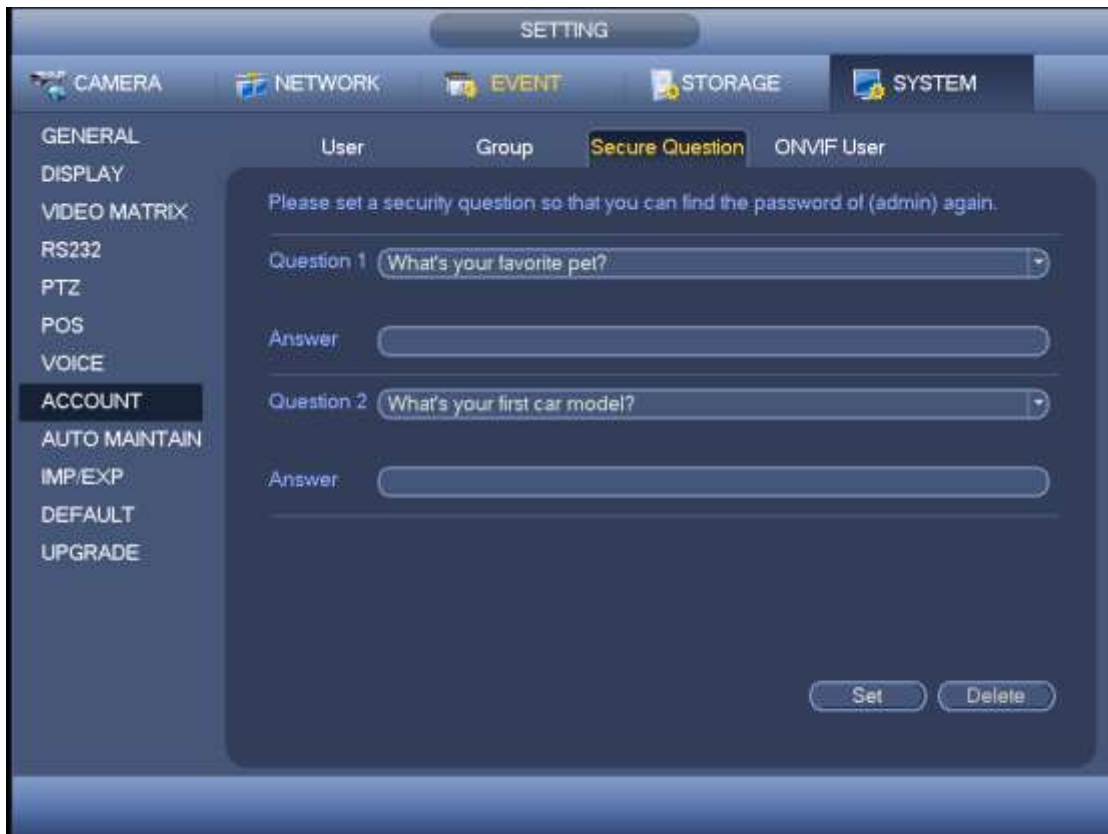 SETTING
CAMERA NETWORK EVENT STORAGE SYSTEM
GENERAL
DISPLAY
VIDEO MATRIX
RS232
PTZ
POS
VOICE
ACCOUNT
AUTO MAINTAIN
IMP/EXP
DEFAULT
UPGRADE
User Group Secure Question ONVIF User
Please set a security question so that you can find the password of (admin) again.
Question 1 What's your favorite pet?
Answer
Question 2 What's your first car model?
Answer
Set Delete